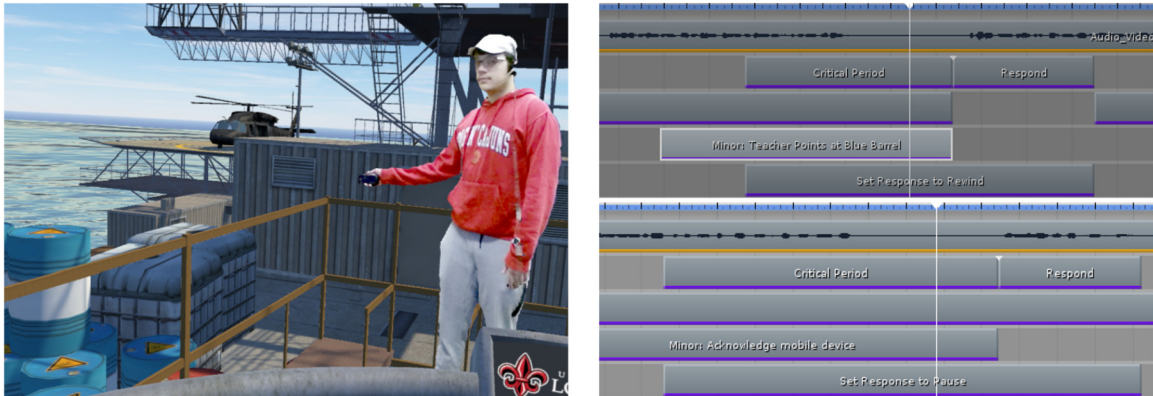 CAJUNS
U
L
Audio_Video
Critical Period
Respond
Minor: Teacher Points at Blue Barrel
Set Response to Rewind
Critical Period
Respond
Minor: Acknowledge mobile device
Set Response to Pause